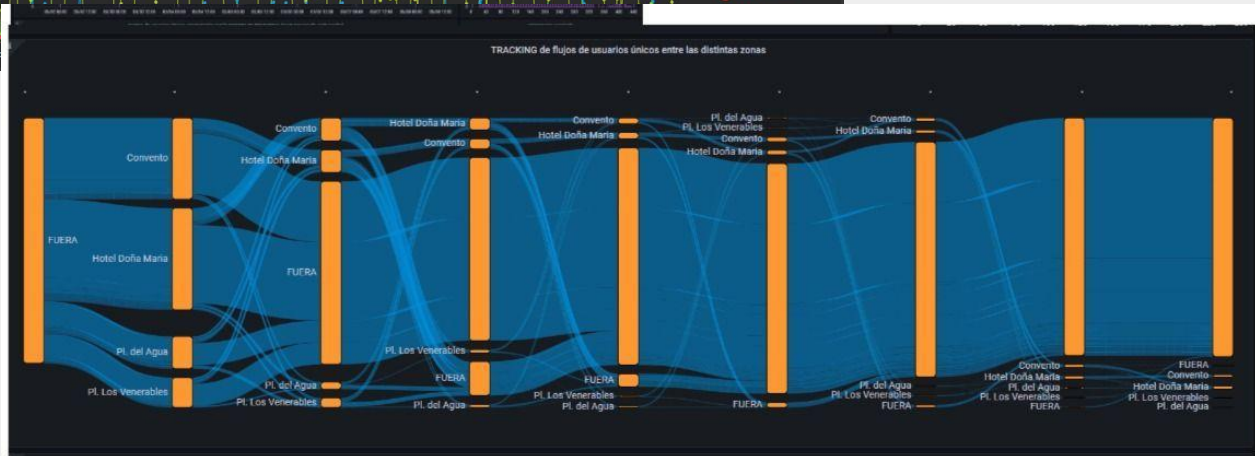 TRACKING de flujos de usuarios únicos entre las distintas zonas
FUERA
Convento
Hotel Doña Maria
Pl. del Agua
Pl. Los Venerables
Convento
Hotel Doña Maria
FUERA
Pl. del Agua
Pl. Los Venerables
Hotel Doña Maria
Convento
Pl. Los Venerables
FUERA
Pl. del Agua
Convento
Hotel Doña Maria
FUERA
Pl. Los Venerables
Pl. del Agua
Pl. del Agua
Pl. Los Venerables
Convento
Hotel Doña Maria
FUERA
Convento
Hotel Doña Maria
Pl. del Agua
Pl. Los Venerables
FUERA
Convento
Hotel Doña Maria
Pl. del Agua
Pl. Los Venerables
FUERA
FUERA
Convento
Hotel Doña Maria
Pl. Los Venerables
Pl. del Agua